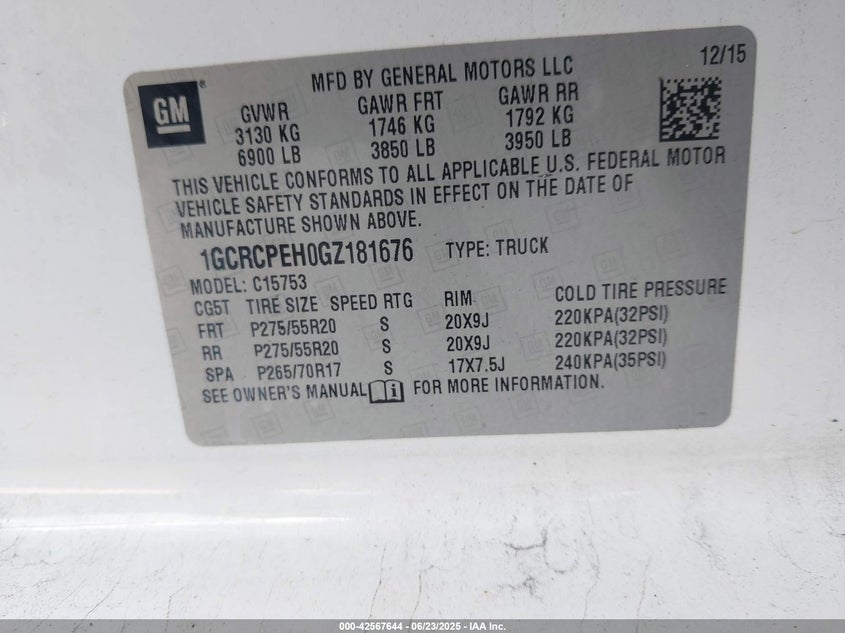 12/15
MFD BY GENERAL MOTORS LLC
GM®
GVWR GAWR FRT GAWR RR
3130 KG 1746 KG 1792 KG
6900 LB 3850 LB 3950 LB
THIS VEHICLE CONFORMS TO ALL APPLICABLE U.S. FEDERAL MOTOR
VEHICLE SAFETY STANDARDS IN EFFECT ON THE DATE OF
MANUFACTURE SHOWN ABOVE.
1GCRCPEH0GZ181676 TYPE: TRUCK
MODEL: C15753
CG5T TIRE SIZE SPEED RTG RIM COLD TIRE PRESSURE
FRT P275/55R20 S 20X9J 220KPA(32PSI)
RR P275/55R20 S 20X9J 220KPA(32PSI)
SPA P265/70R17 S 17X7.5J 240KPA(35PSI)
SEE OWNER'S MANUAL i FOR MORE INFORMATION.
000-42567644 / 06/23/2025 - IAA Inc.